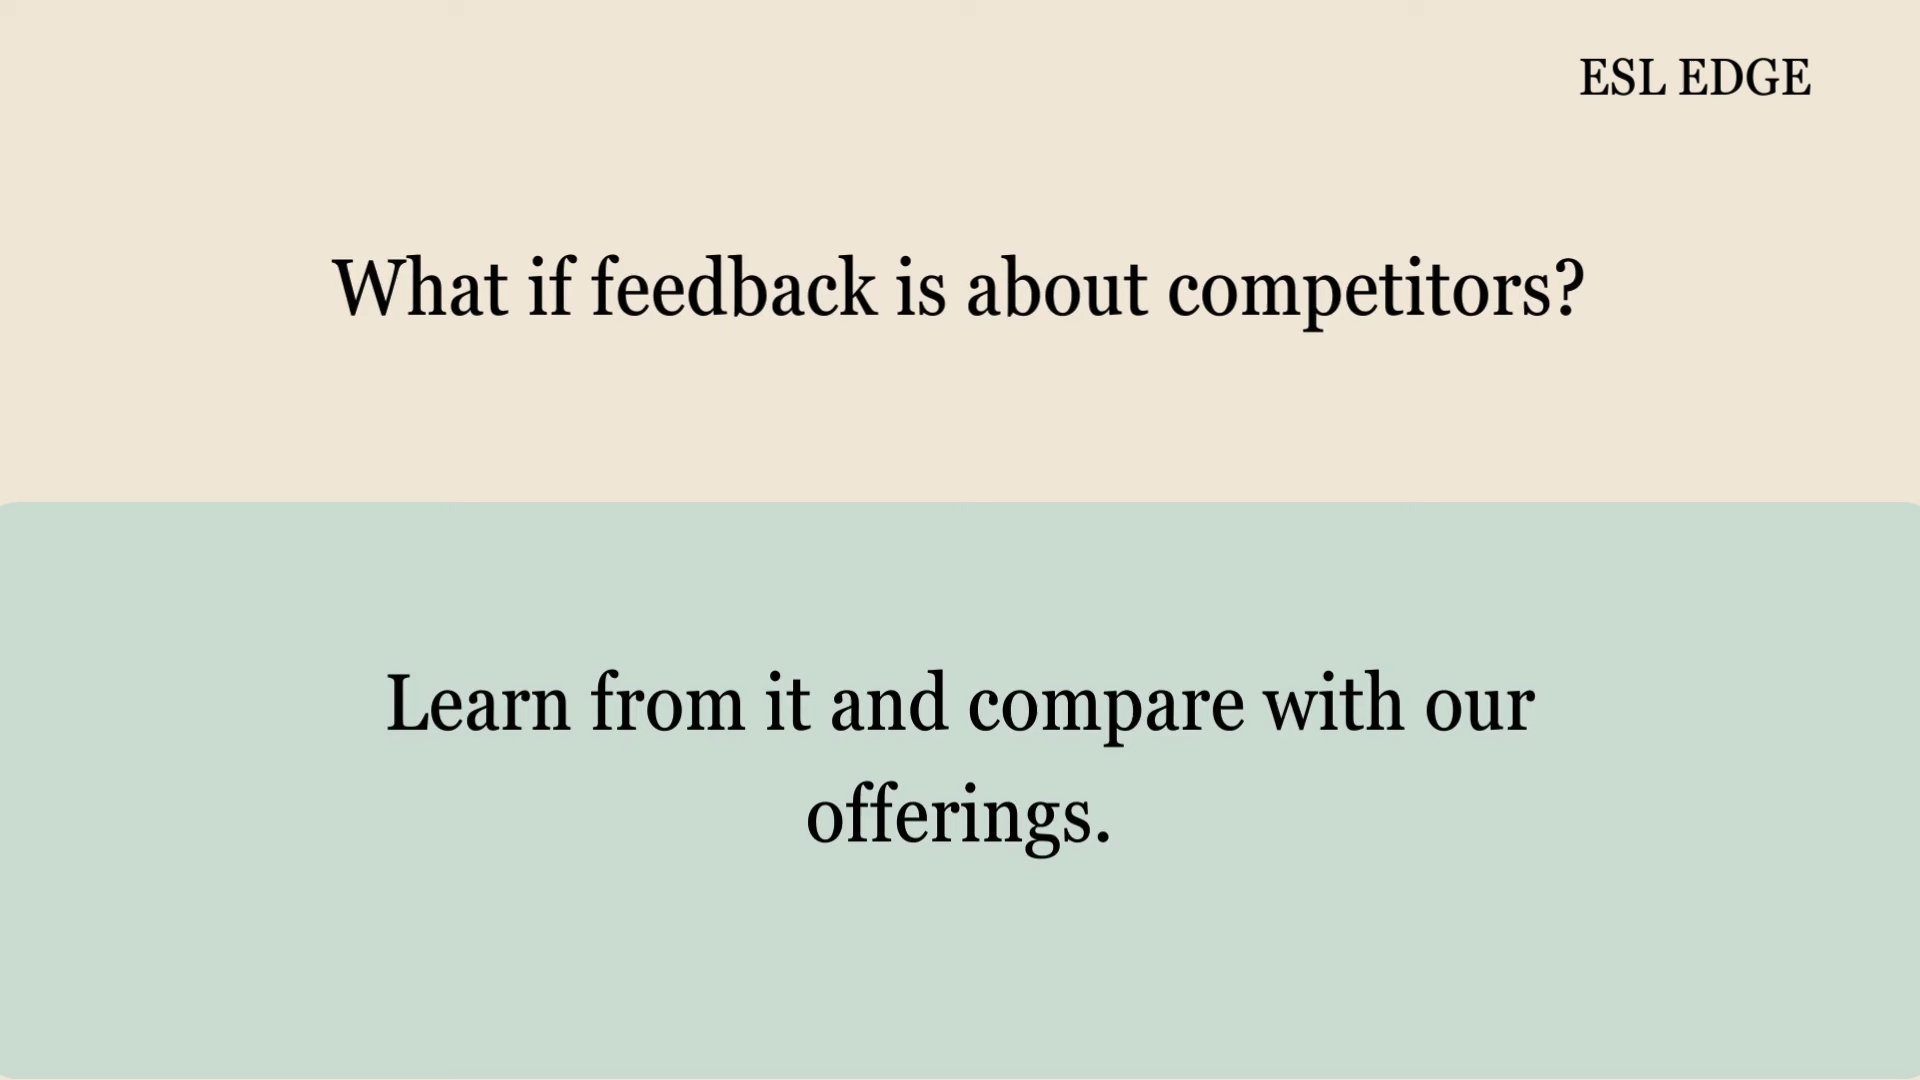 ESL EDGE
What if feedback is about competitors?
Learn from it and compare with our
offerings.